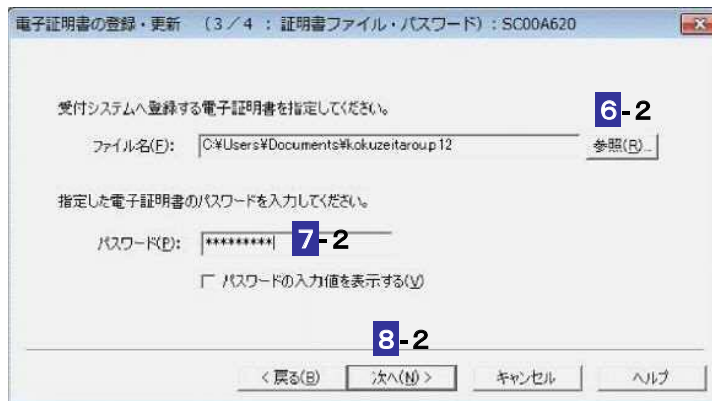 電子証明書の登録・更新 (3/4 : 証明書ファイル・パスワード) : SC00A620
受付システムへ登録する電子証明書を指定してください。
6-2
ファイル名(F): C:¥Users¥Documents¥kokuzeitarou.p12 参照(R)...
指定した電子証明書のパスワードを入力してください。
パスワード(P): ********* 7-2
パスワードの入力値を表示する(V)
8-2
< 戻る(B) 次へ(N) > キャンセル ヘルプ